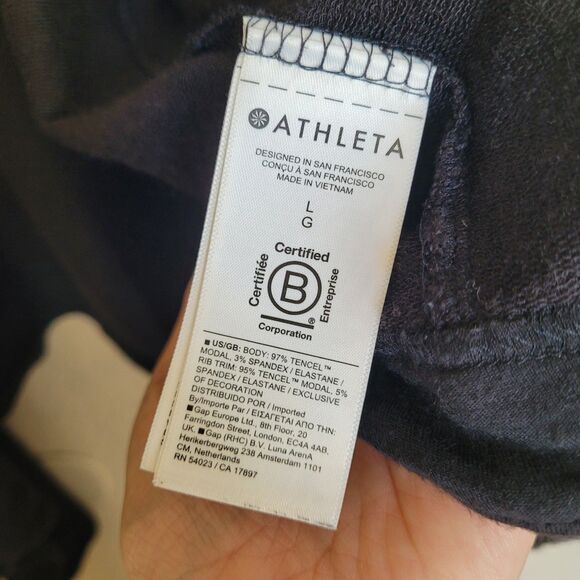 ATHLETA
DESIGNED IN SAN FRANCISCO
CONÇU À SAN FRANCISCO
MADE IN VIETNAM
L
G
Certified
Certifiée
B
Entreprise
®
Corporation
■ US/GB: BODY: 97% TENCEL™
MODAL, 3% SPANDEX / ELASTANE /
RIB TRIM: 95% TENCEL™ MODAL, 5%
SPANDEX / ELASTANE / EXCLUSIVE
OF DECORATION
DISTRIBUIDO POR / Imported
By/Importe Par / ΕΙΣΑΓΕΤΑΙ ΑΠΟ ΤΗΝ:
■ Gap Europe Ltd., 8th Floor, 20
Farringdon Street, London, EC4A 4AB,
UK. ■ Gap (RHC) B.V. Luna ArenA
Herikerbergweg 238 Amsterdam 1101
CM, Netherlands
RN 54023 / CA 17897